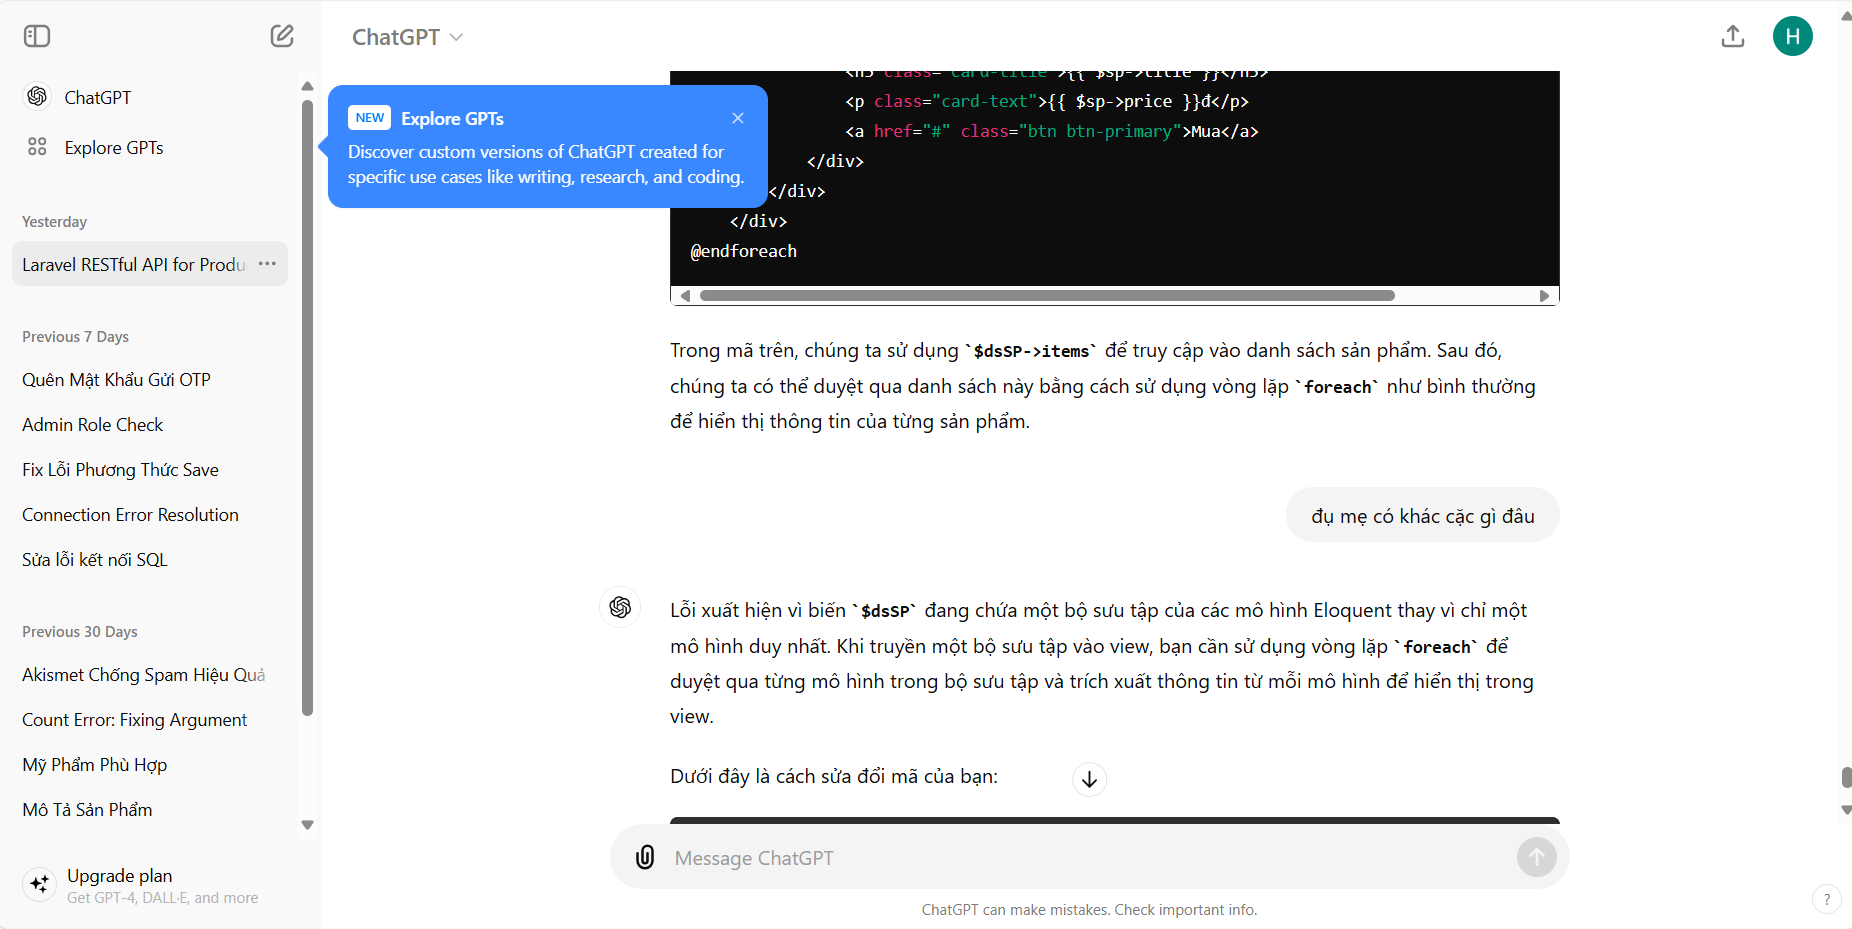 ChatGPT
Explore GPTs
Yesterday
Laravel RESTful API for Produ
Previous 7 Days
Quên Mật Khẩu Gửi OTP
Admin Role Check
Fix Lỗi Phương Thức Save
Connection Error Resolution
Sửa lỗi kết nối SQL
Previous 30 Days
Akismet Chống Spam Hiệu Quả
Count Error: Fixing Argument
Mỹ Phẩm Phù Hợp
Mô Tả Sản Phẩm
Upgrade plan
Get GPT-4, DALL·E, and more
ChatGPT
H
NEW Explore GPTs
Discover custom versions of ChatGPT created for
specific use cases like writing, research, and coding.
<h5 class="card-title">{{ $sp->title }}</h5>
<p class="card-text">{{ $sp->price }}đ</p>
<a href="#" class="btn btn-primary">Mua</a>
</div>
</div>
</div>
@endforeach
Trong mã trên, chúng ta sử dụng `$dsSP->items` để truy cập vào danh sách sản phẩm. Sau đó,
chúng ta có thể duyệt qua danh sách này bằng cách sử dụng vòng lặp `foreach` như bình thường
để hiển thị thông tin của từng sản phẩm.
đụ mẹ có khác cặc gì đâu
Lỗi xuất hiện vì biến `$dsSP` đang chứa một bộ sưu tập của các mô hình Eloquent thay vì chỉ một
mô hình duy nhất. Khi truyền một bộ sưu tập vào view, bạn cần sử dụng vòng lặp `foreach` để
duyệt qua từng mô hình trong bộ sưu tập và trích xuất thông tin từ mỗi mô hình để hiển thị trong
view.
Dưới đây là cách sửa đổi mã của bạn:
Message ChatGPT
ChatGPT can make mistakes. Check important info.
?